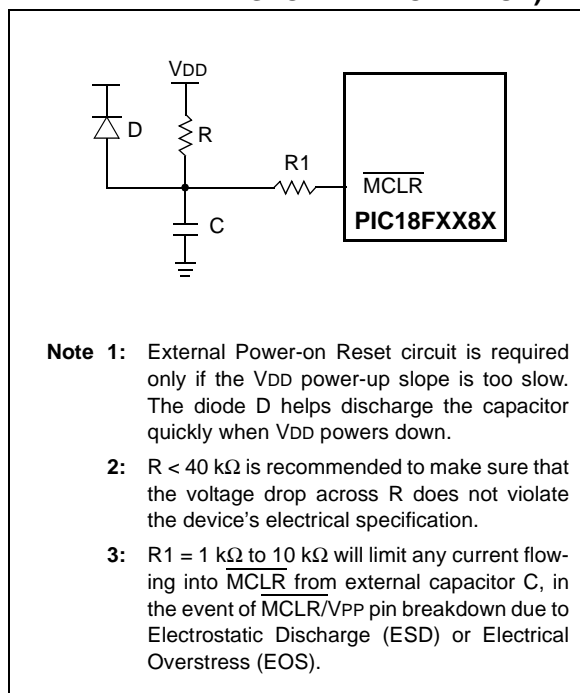 VDD
D
R
R1
MCLR
PIC18FXX8X
C
Note 1: External Power-on Reset circuit is required
only if the VDD power-up slope is too slow.
The diode D helps discharge the capacitor
quickly when VDD powers down.
2: R < 40 kΩ is recommended to make sure that
the voltage drop across R does not violate
the device's electrical specification.
3: R1 = 1 kΩ to 10 kΩ will limit any current flow-
ing into MCLR from external capacitor C, in
the event of MCLR/VPP pin breakdown due to
Electrostatic Discharge (ESD) or Electrical
Overstress (EOS).